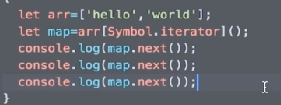 let arr=['hello','world'];
let map=arr[Symbol.iterator]();
console.log(map.next());
console.log(map.next());
console.log(map.next());
}